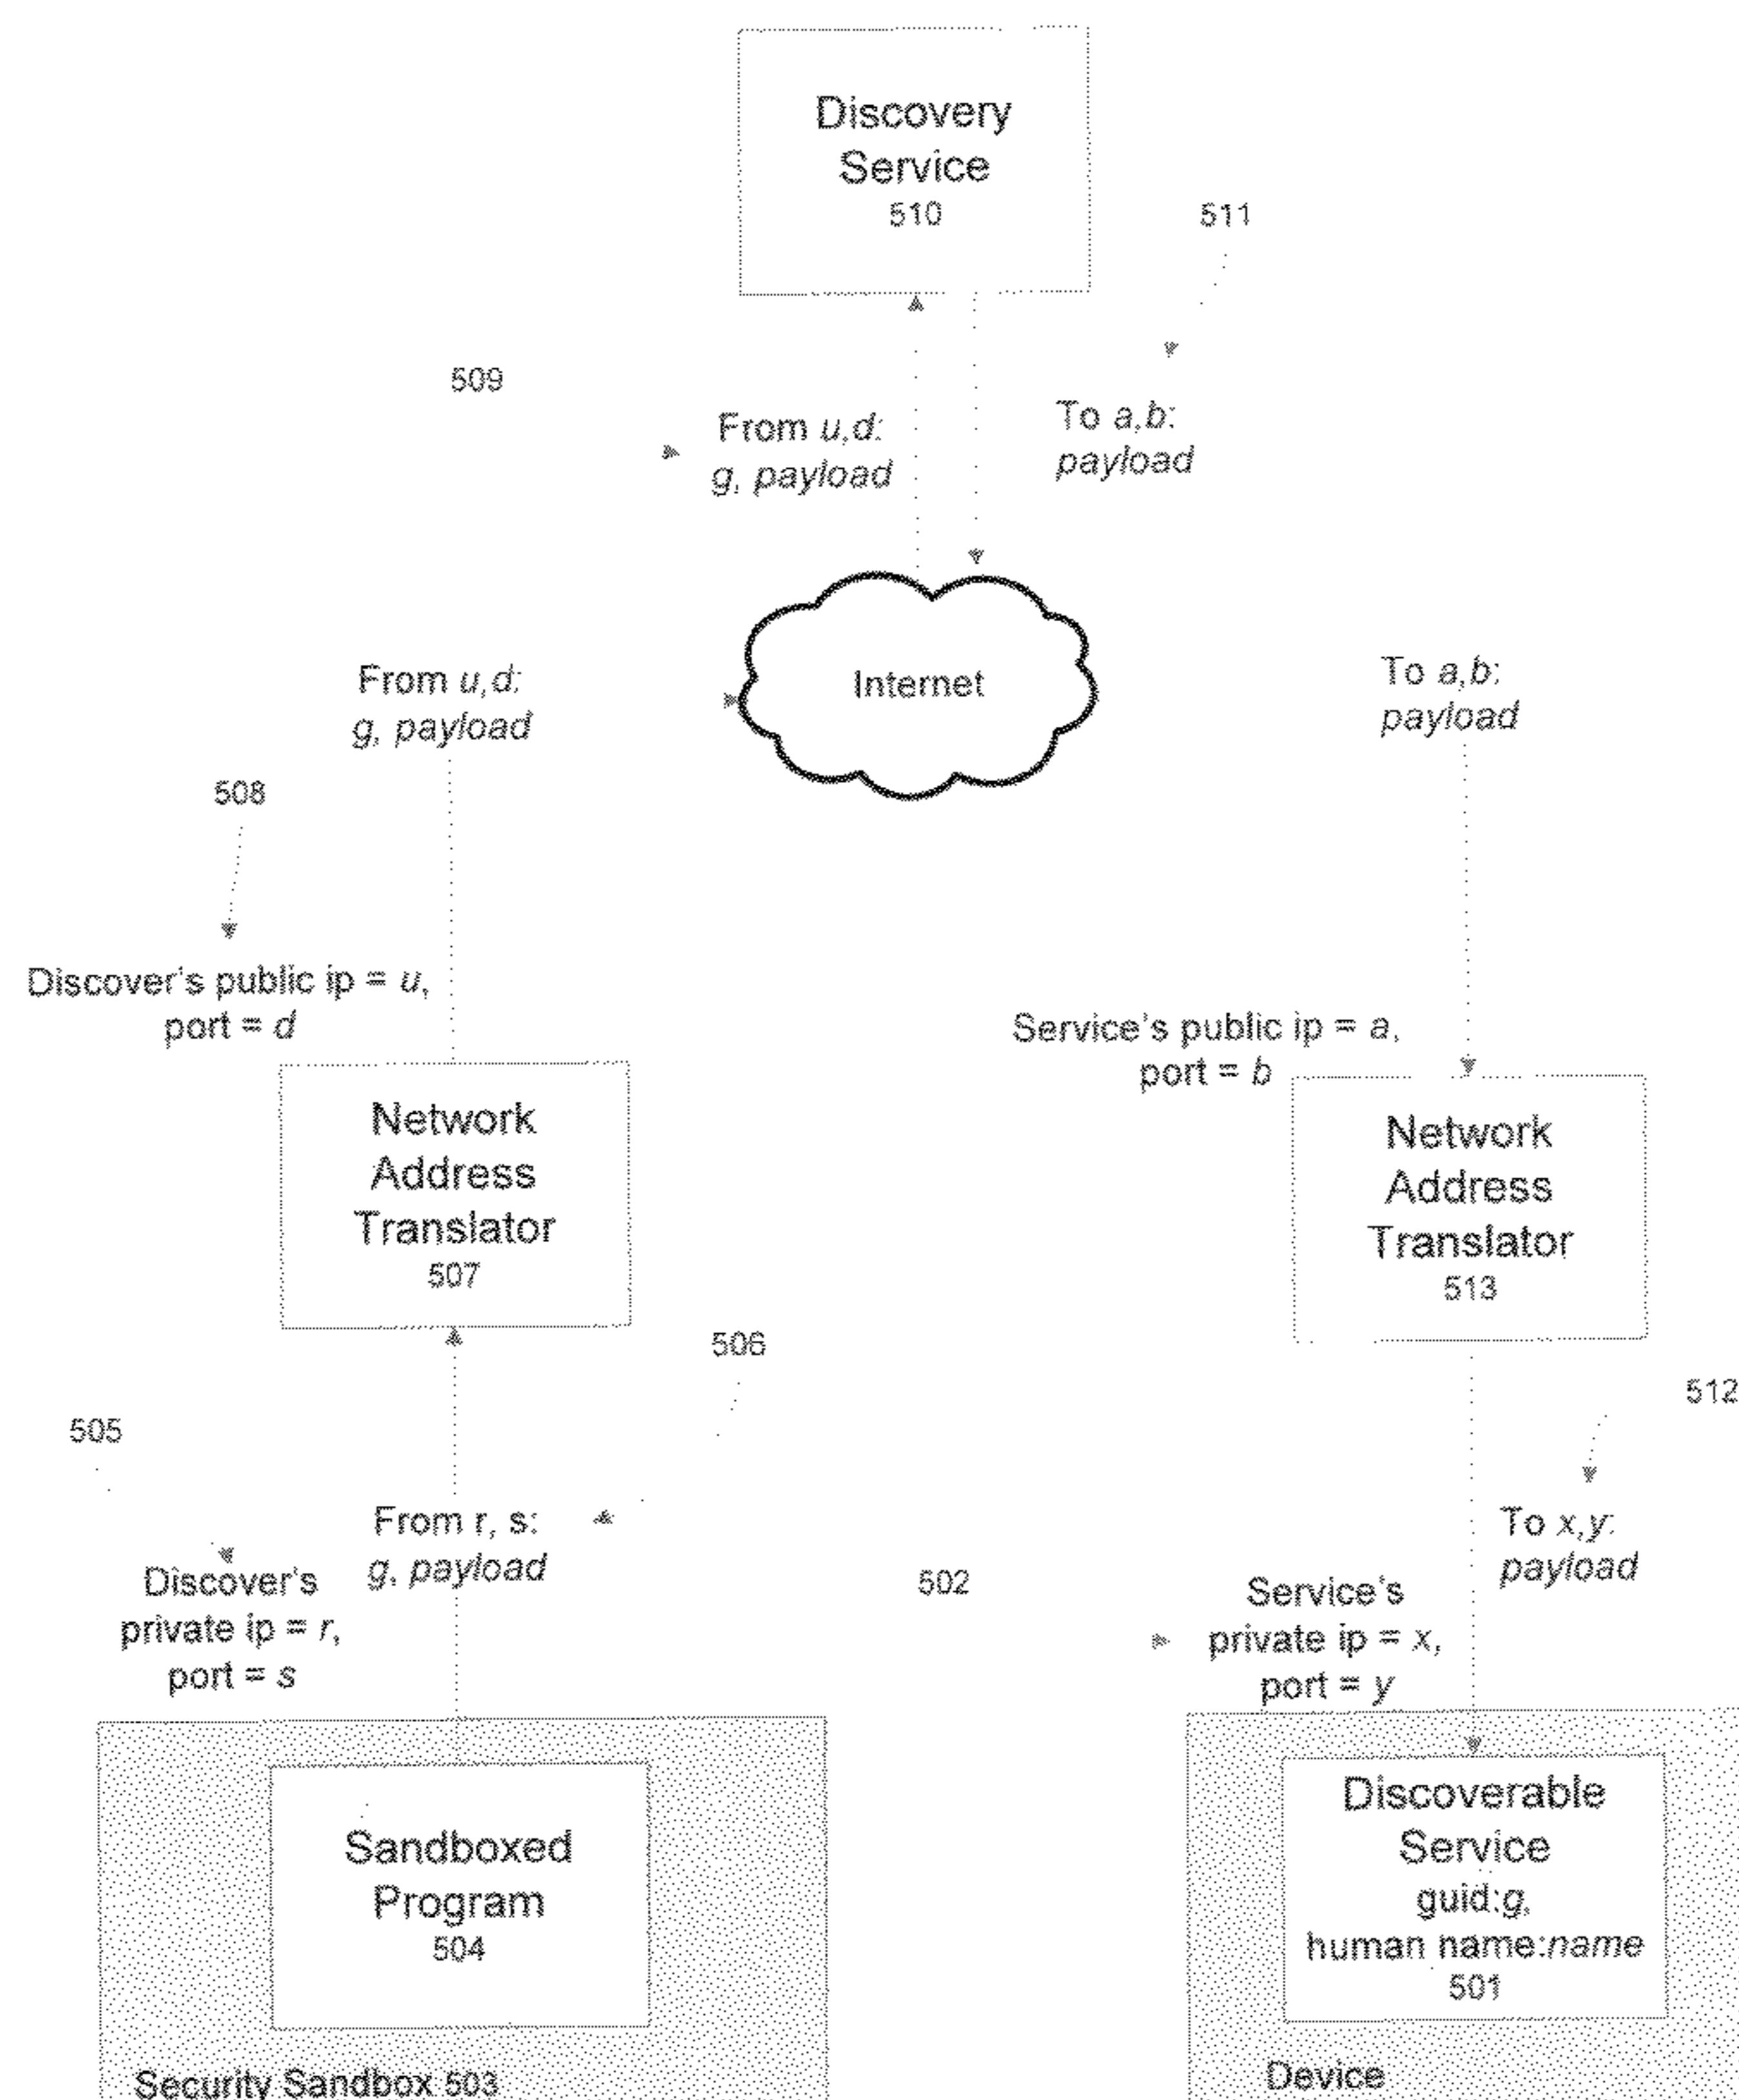 Discovery
Service
510
511
509
From u,d:
g, payload
To a,b:
payload
Internet
From u,d:
g, payload
To a,b:
payload
508
Discover's public ip = u,
port = d
Service's public ip = a,
port = b
Network
Address
Translator
507
Network
Address
Translator
513
506
512
505
From r, s:
g, payload
To x,y:
payload
Discover's
private ip = r,
port = s
502
Service's
private ip = x,
port = y
Sandboxed
Program
504
Discoverable
Service
guid:g,
human name:name
501
Security Sandbox 503
Device